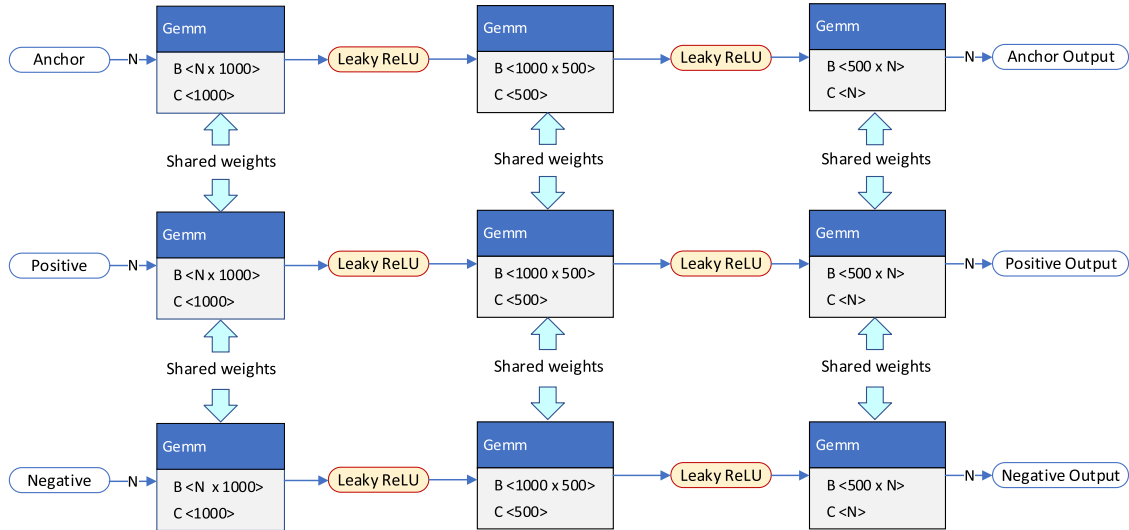 Gemm
Gemm
Gemm
Anchor
N
B <N x 1000>
C <1000>
Leaky ReLU
B <1000 x 500>
C <500>
Leaky ReLU
B <500 x N>
C <N>
N
Anchor Output
Shared weights
Shared weights
Shared weights
Gemm
Gemm
Gemm
Positive
N
B <N x 1000>
C <1000>
Leaky ReLU
B <1000 x 500>
C <500>
Leaky ReLU
B <500 x N>
C <N>
N
Positive Output
Shared weights
Shared weights
Shared weights
Gemm
Gemm
Gemm
Negative
N
B <N  x 1000>
C <1000>
Leaky ReLU
B <1000 x 500>
C <500>
Leaky ReLU
B <500 x N>
C <N>
N
Negative Output